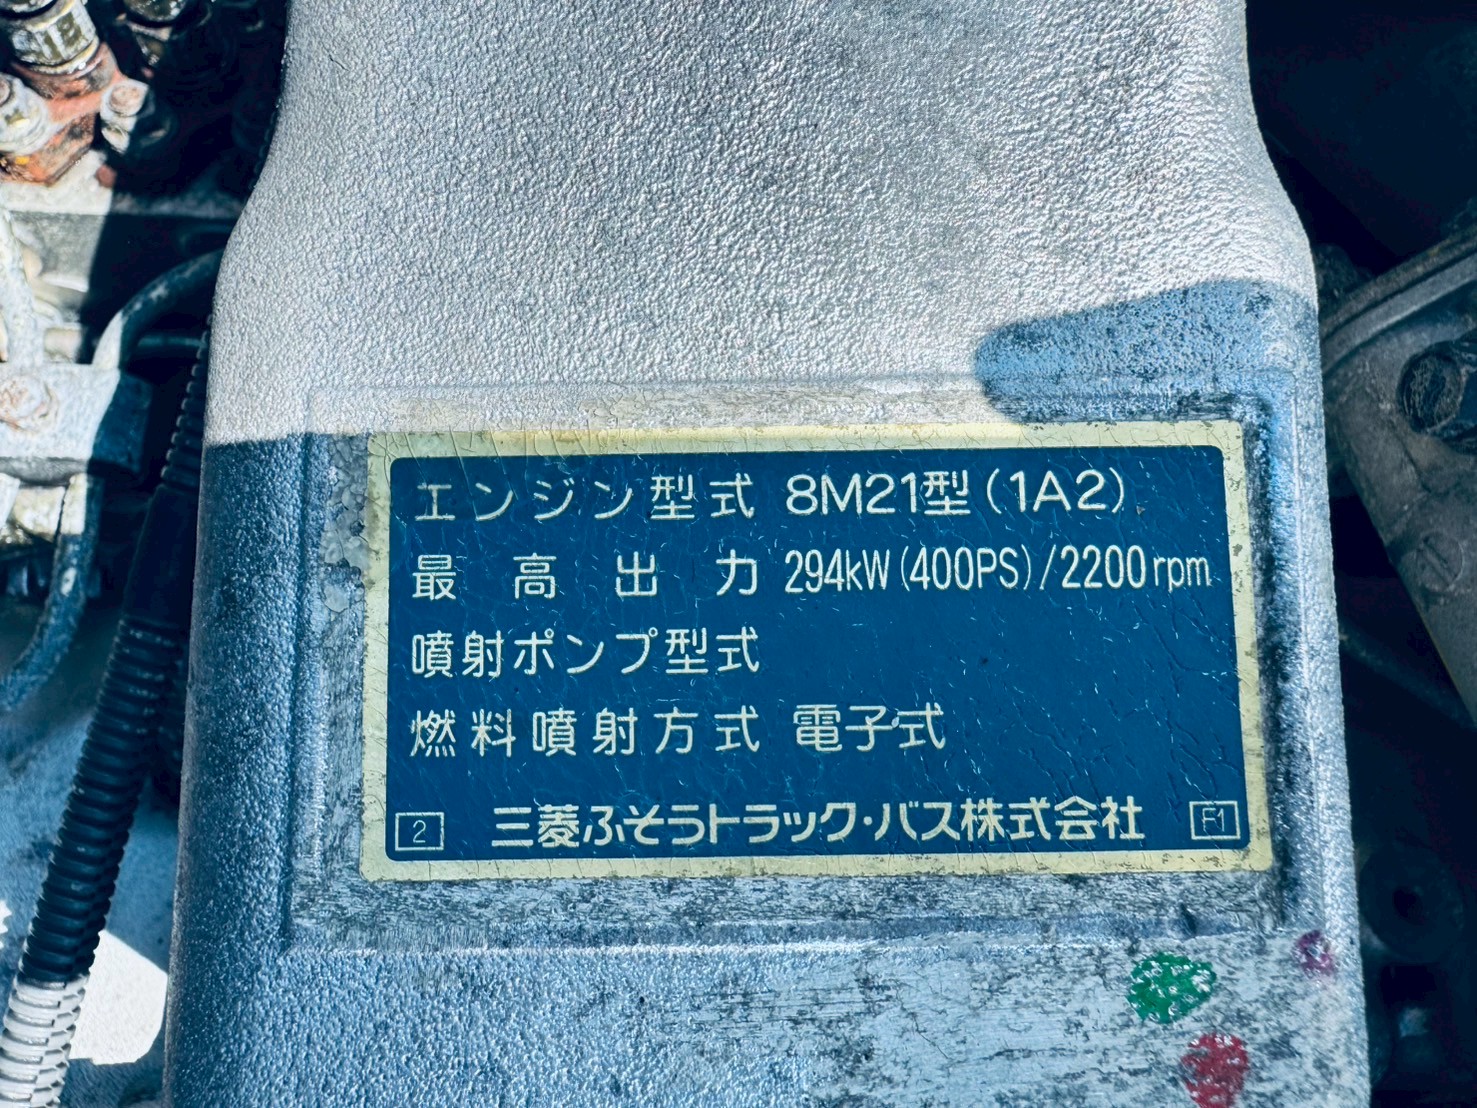 エンジン型式 8M21型(1A2)
最高出力 294kW(400PS)/2200rpm
噴射ポンプ型式
燃料噴射方式 電子式
2 三菱ふそうトラック・バス株式会社 F1